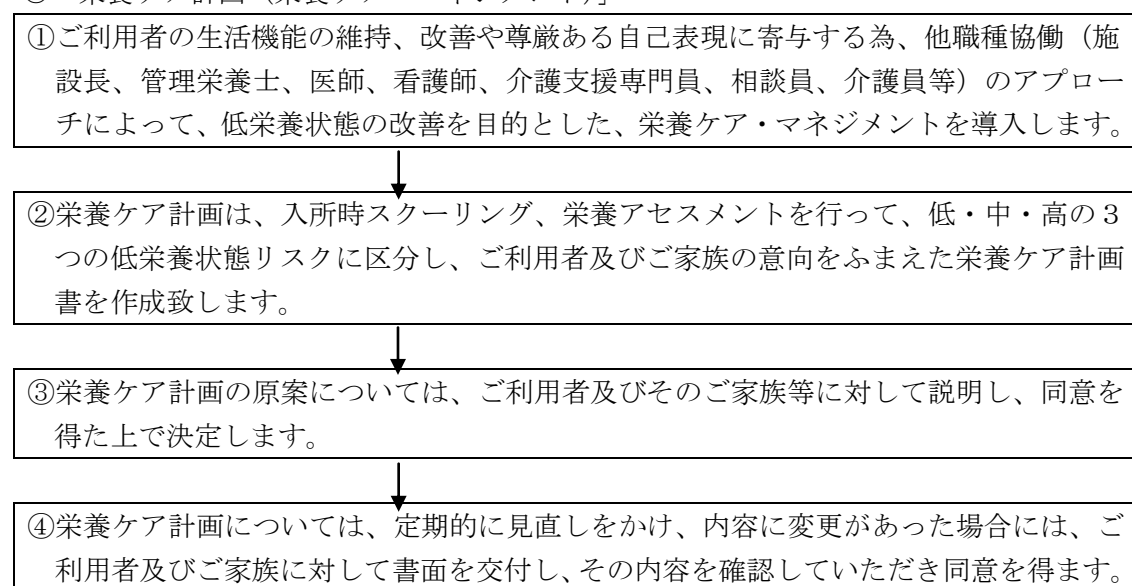 ①ご利用者の生活機能の維持、改善や尊厳ある自己表現に寄与する為、他職種協働（施
設長、管理栄養士、医師、看護師、介護支援専門員、相談員、介護員等）のアプロー
チによって、低栄養状態の改善を目的とした、栄養ケア・マネジメントを導入します。
②栄養ケア計画は、入所時スクーリング、栄養アセスメントを行って、低・中・高の３
つの低栄養状態リスクに区分し、ご利用者及びご家族の意向をふまえた栄養ケア計画
書を作成致します。
③栄養ケア計画の原案については、ご利用者及びそのご家族等に対して説明し、同意を
得た上で決定します。
④栄養ケア計画については、定期的に見直しをかけ、内容に変更があった場合には、ご
利用者及びご家族に対して書面を交付し、その内容を確認していただき同意を得ます。